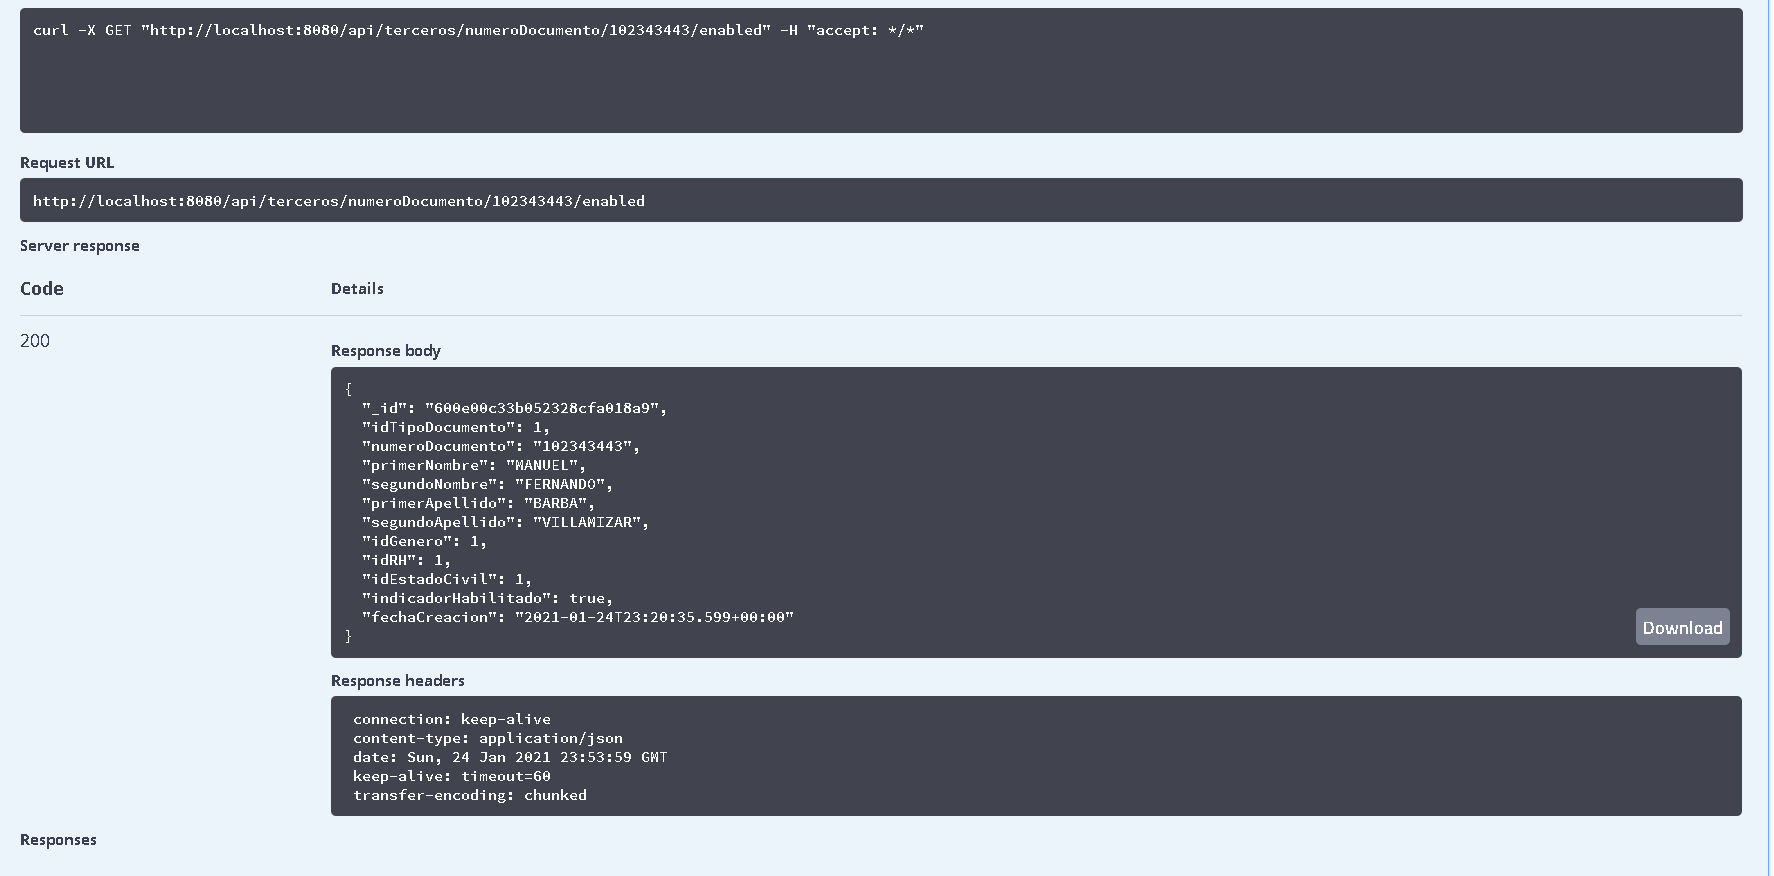 curl -X GET "http://localhost:8080/api/terceros/numeroDocumento/102343443/enabled" -H "accept: */*"
Request URL
http://localhost:8080/api/terceros/numeroDocumento/102343443/enabled
Server response
Code Details
200
Response body
{
  "_id": "600e00c33b052328cfa018a9",
  "idTipoDocumento": 1,
  "numeroDocumento": "102343443",
  "primerNombre": "MANUEL",
  "segundoNombre": "FERNANDO",
  "primerApellido": "BARBA",
  "segundoApellido": "VILLAMIZAR",
  "idGenero": 1,
  "idRH": 1,
  "idEstadoCivil": 1,
  "indicadorHabilitado": true,
  "fechaCreacion": "2021-01-24T23:20:35.599+00:00"
}
Download
Response headers
connection: keep-alive
content-type: application/json
date: Sun, 24 Jan 2021 23:53:59 GMT
keep-alive: timeout=60
transfer-encoding: chunked
Responses